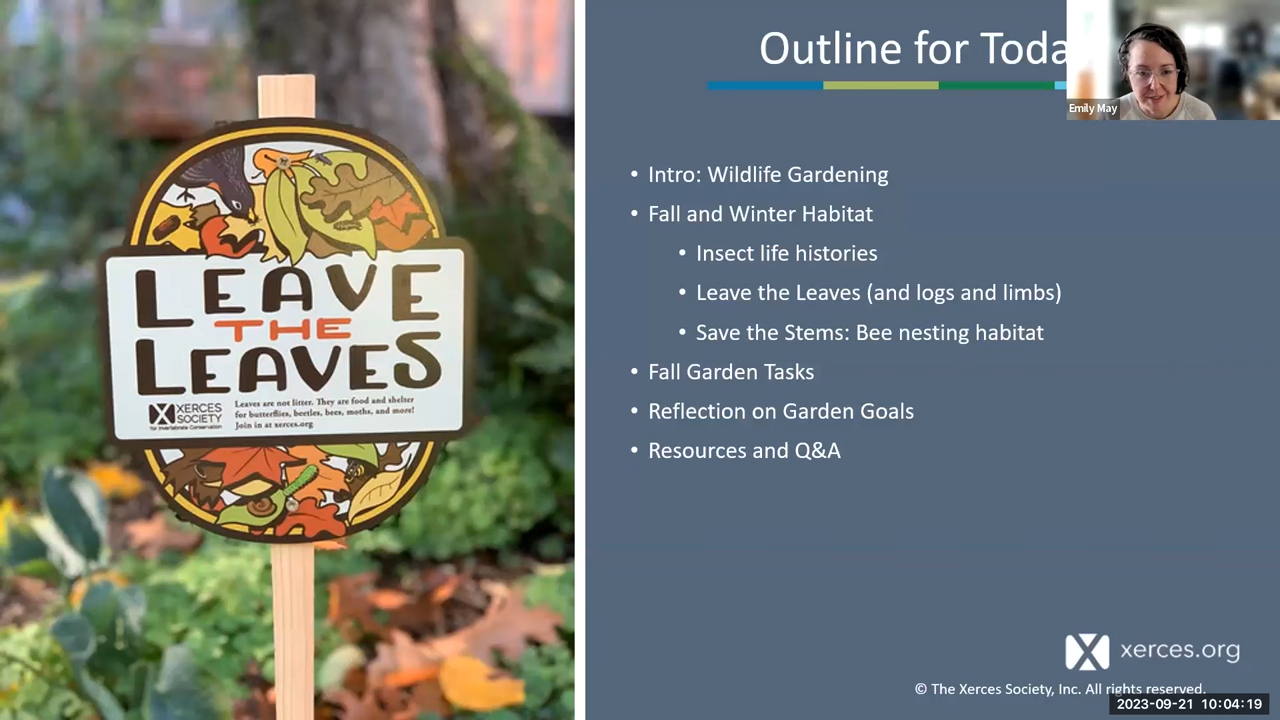 LEAVE
THE
LEAVES
XERCES
SOCIETY
for Invertebrate Conservation
Leaves are not litter. They are food and shelter
for butterflies, beetles, bees, moths, and more!
Join in at xerces.org
Outline for Toda
Emily May
• Intro: Wildlife Gardening
• Fall and Winter Habitat
• Insect life histories
• Leave the Leaves (and logs and limbs)
• Save the Stems: Bee nesting habitat
• Fall Garden Tasks
• Reflection on Garden Goals
• Resources and Q&A
xerces.org
© The Xerces Society, Inc. All rights reserved.
2023-09-21 10:04:19